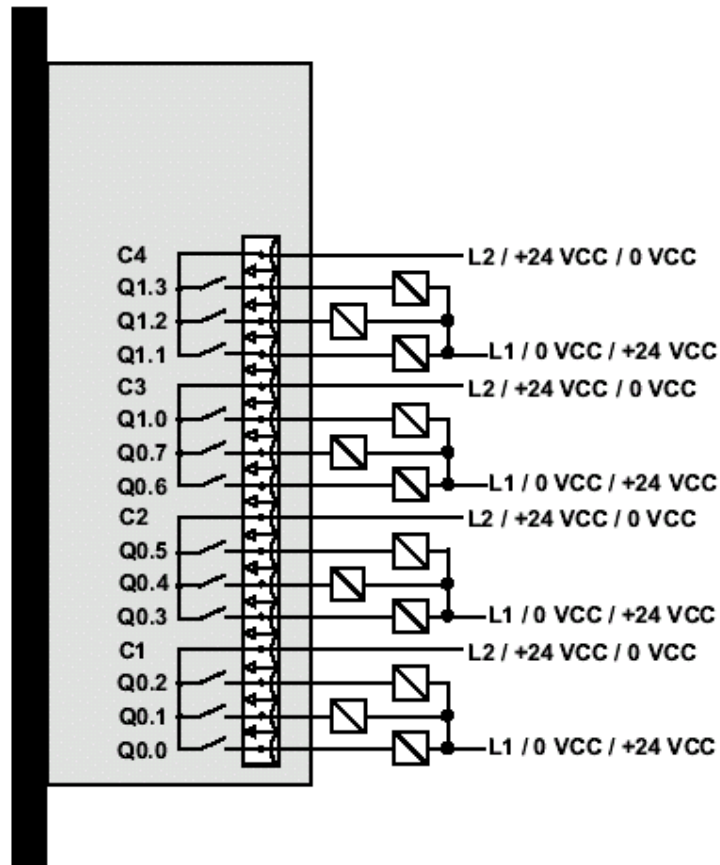 C4 L2 / +24 VCC / 0 VCC
Q1.3
Q1.2
Q1.1 L1 / 0 VCC / +24 VCC
C3 L2 / +24 VCC / 0 VCC
Q1.0
Q0.7
Q0.6 L1 / 0 VCC / +24 VCC
C2 L2 / +24 VCC / 0 VCC
Q0.5
Q0.4
Q0.3 L1 / 0 VCC / +24 VCC
C1 L2 / +24 VCC / 0 VCC
Q0.2
Q0.1
Q0.0 L1 / 0 VCC / +24 VCC